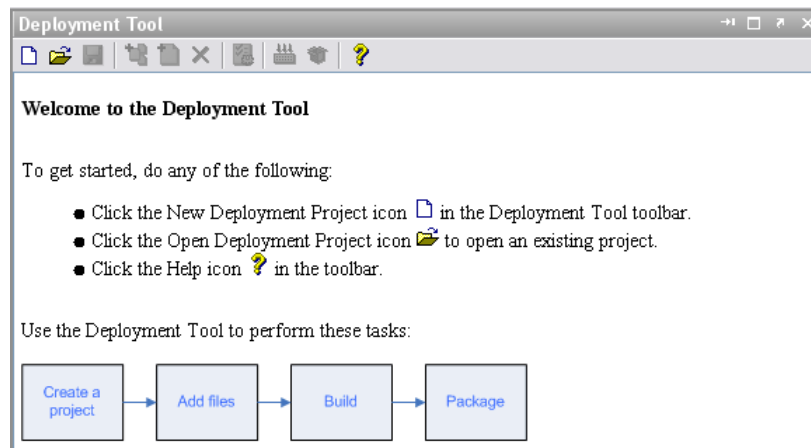 Deployment Tool
Welcome to the Deployment Tool
To get started, do any of the following:
Click the New Deployment Project icon in the Deployment Tool toolbar.
Click the Open Deployment Project icon to open an existing project.
Click the Help icon ? in the toolbar.
Use the Deployment Tool to perform these tasks:
Create a
project
Add files
Build
Package